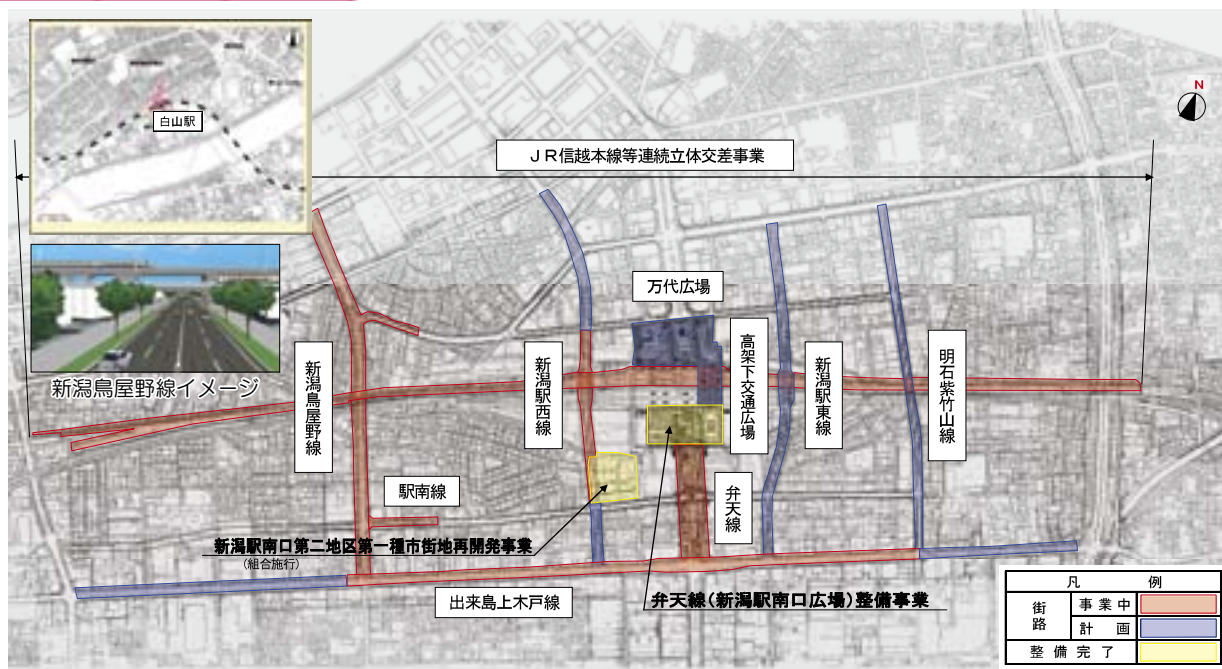 白山駅
N
JR信越本線等連続立体交差事業
新潟鳥屋野線イメージ
万代広場
新潟鳥屋野線
新潟駅西線
高架下交通広場
新潟駅東線
明石紫竹山線
駅南線
弁天線
新潟駅南口第二地区第一種市街地再開発事業
(組合施行)
出来島上木戸線
弁天線(新潟駅南口広場)整備事業
凡 例
街路 事業中
計 画
整備完了